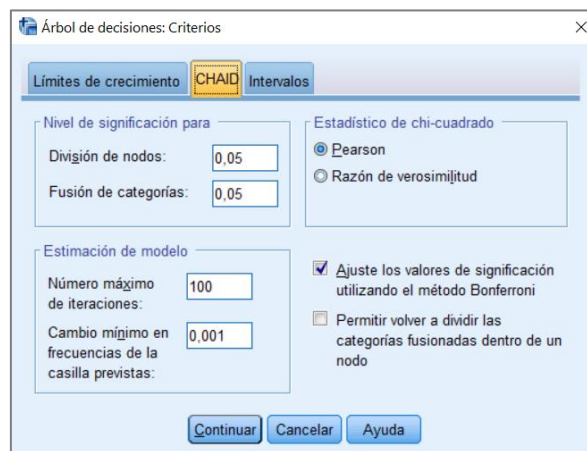 Árbol de decisiones: Criterios
Límites de crecimiento
CHAID
Intervalos
Nivel de significación para
División de nodos:
0,05
Fusión de categorías:
0,05
Estadístico de chi-cuadrado
Pearson
Razón de verosimilitud
Estimación de modelo
Número máximo
de iteraciones:
100
Cambio mínimo en
frecuencias de la
casilla previstas:
0,001
Ajuste los valores de significación
utilizando el método Bonferroni
Permitir volver a dividir las
categorías fusionadas dentro de un
nodo
Continuar
Cancelar
Ayuda